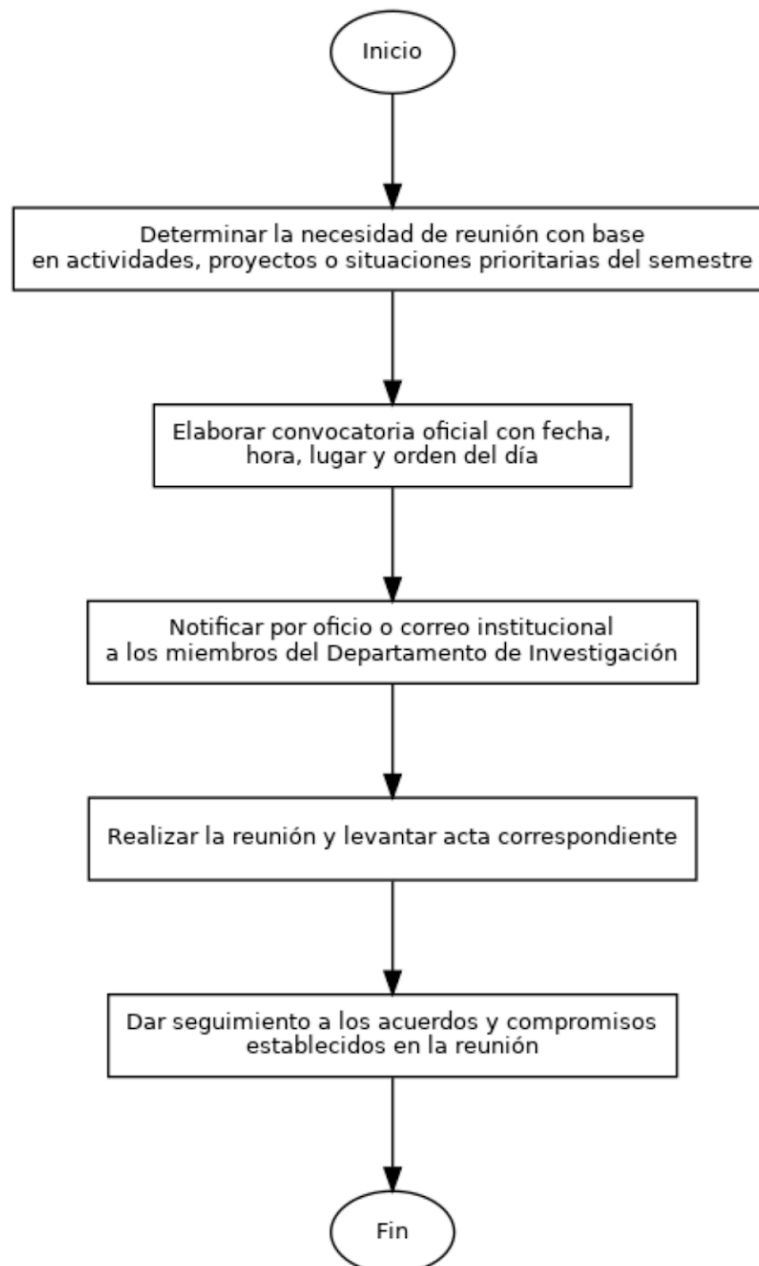 Inicio
Determinar la necesidad de reunión con base
en actividades, proyectos o situaciones prioritarias del semestre
Elaborar convocatoria oficial con fecha,
hora, lugar y orden del día
Notificar por oficio o correo institucional
a los miembros del Departamento de Investigación
Realizar la reunión y levantar acta correspondiente
Dar seguimiento a los acuerdos y compromisos
establecidos en la reunión
Fin